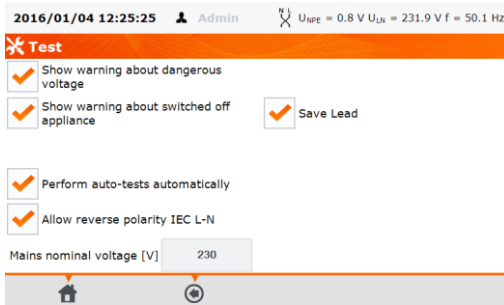 2016/01/04 12:25:25 Admin N L UNPE = 0.8 V ULN = 231.9 V f = 50.1 Hz
Test
Show warning about dangerous
voltage
Show warning about switched off
appliance
Save Lead
Perform auto-tests automatically
Allow reverse polarity IEC L-N
Mains nominal voltage [V] 230